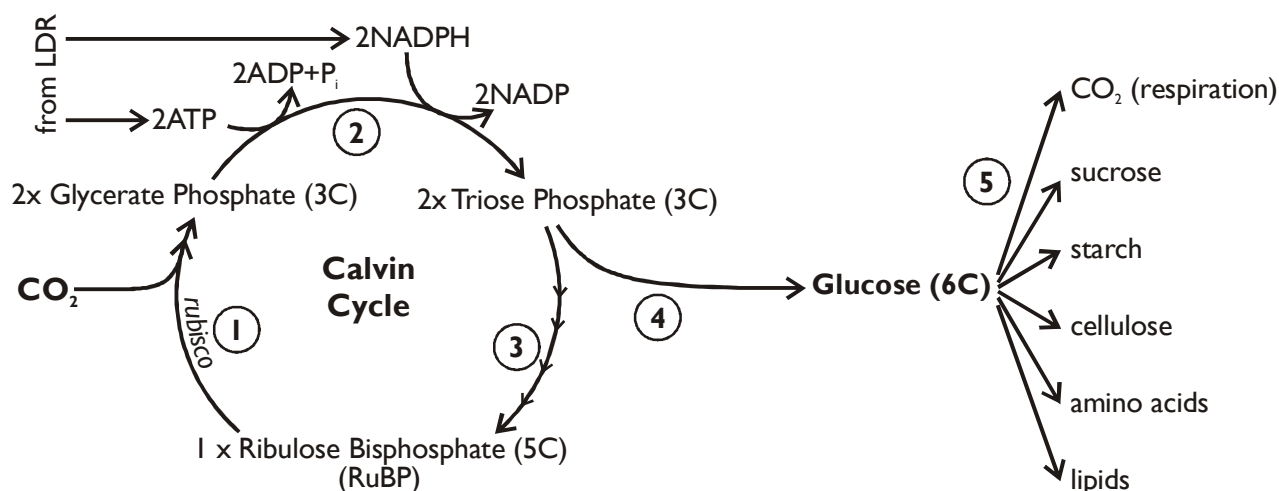 from LDR
2NADPH
2ADP+Pi
2ATP
2NADP
2
2x Glycerate Phosphate (3C)
2x Triose Phosphate (3C)
CO2
rubisco
1
Calvin
Cycle
3
4
1 x Ribulose Bisphosphate (5C)
(RuBP)
Glucose (6C)
5
CO2 (respiration)
sucrose
starch
cellulose
amino acids
lipids